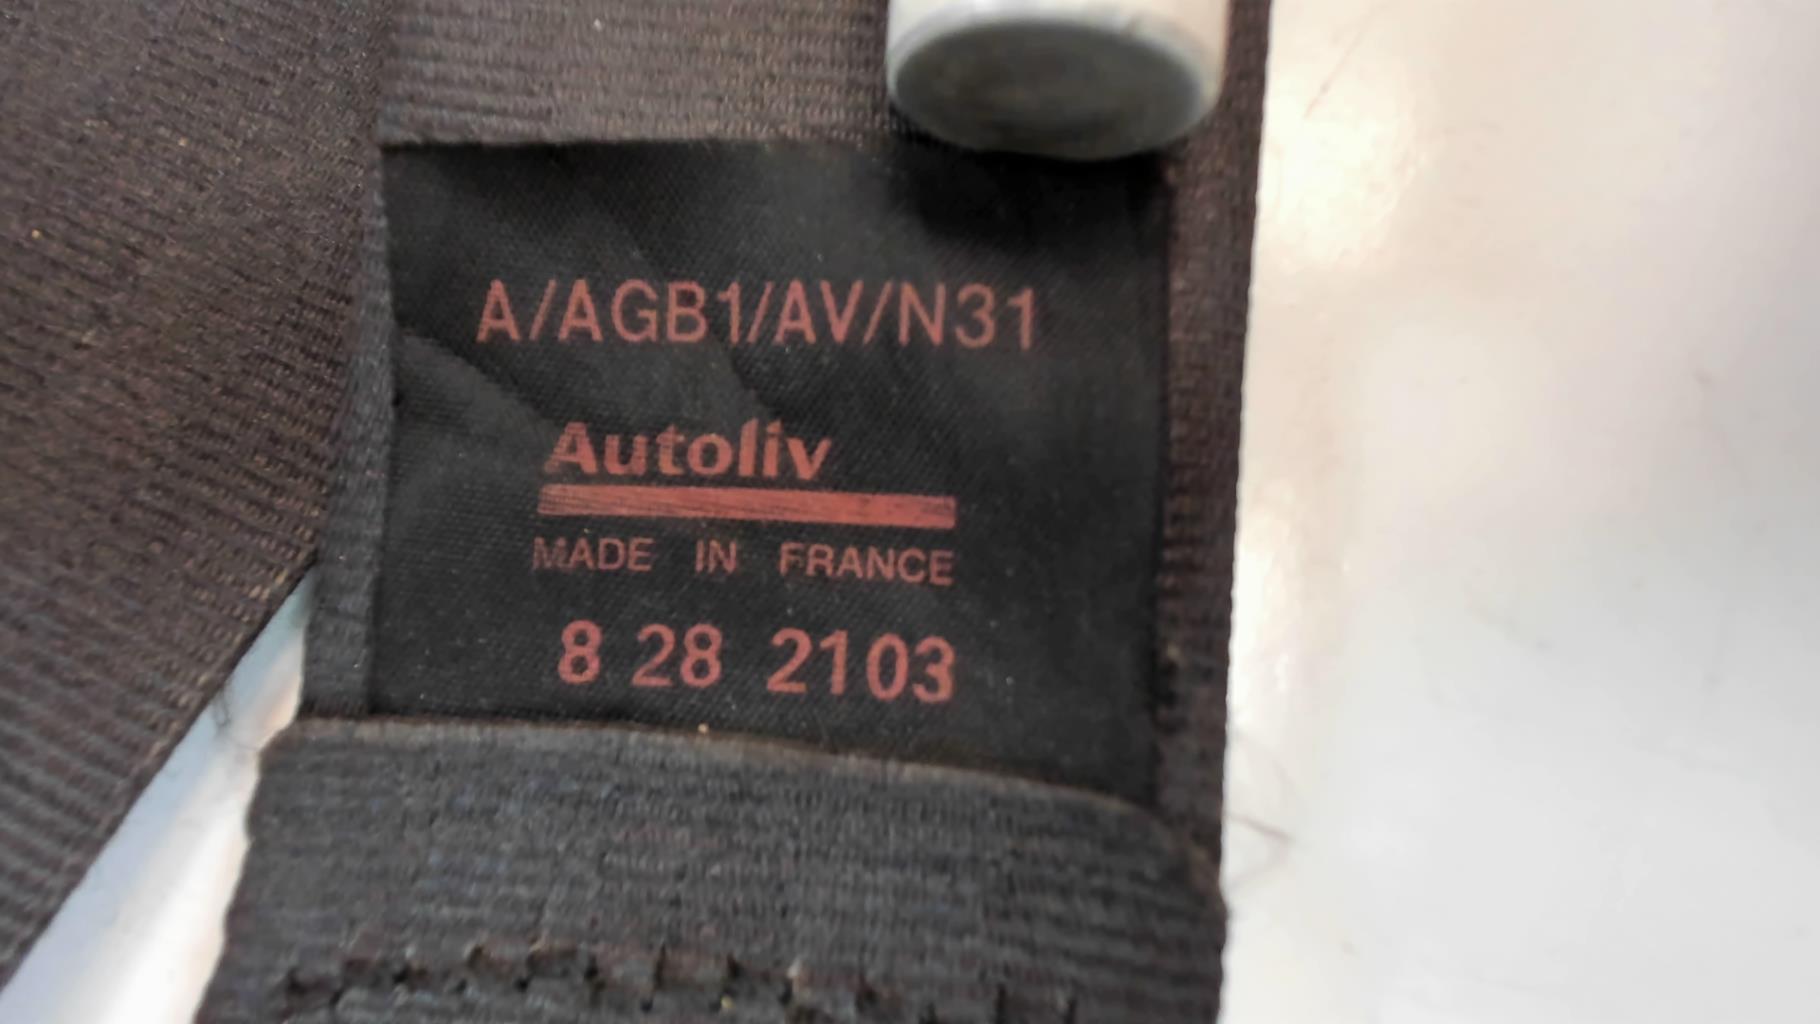 A/AGB1/AV/N31
Autoliv
MADE IN FRANCE
8 28 2103